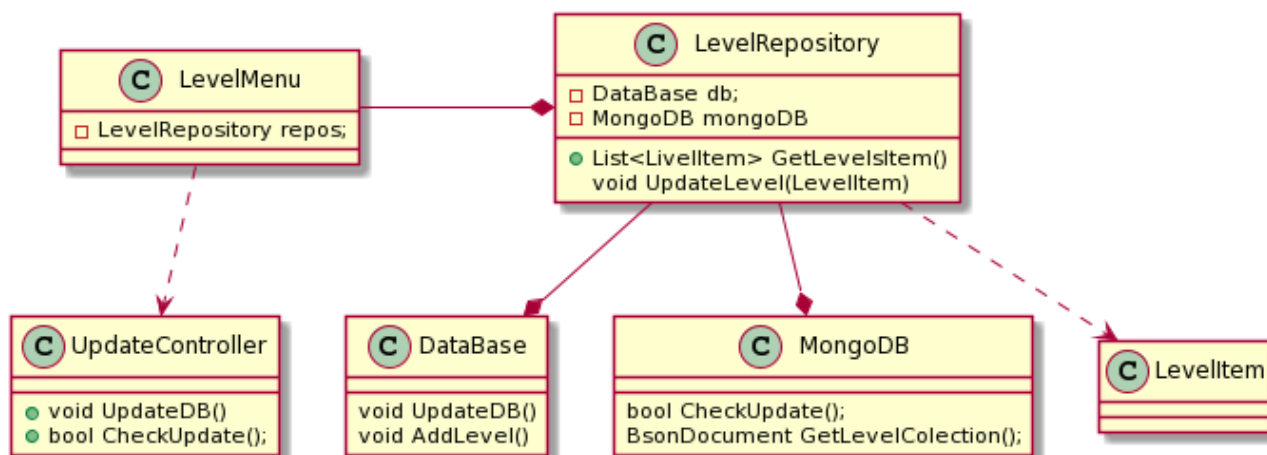 C LevelMenu
LevelRepository repos;
C LevelRepository
DataBase db;
MongoDB mongoDB
List<LivelItem> GetLevelsItem()
void UpdateLevel(LevelItem)
C UpdateController
void UpdateDB()
bool CheckUpdate();
C DataBase
void UpdateDB()
void AddLevel()
C MongoDB
bool CheckUpdate();
BsonDocument GetLevelColection();
C LevelItem